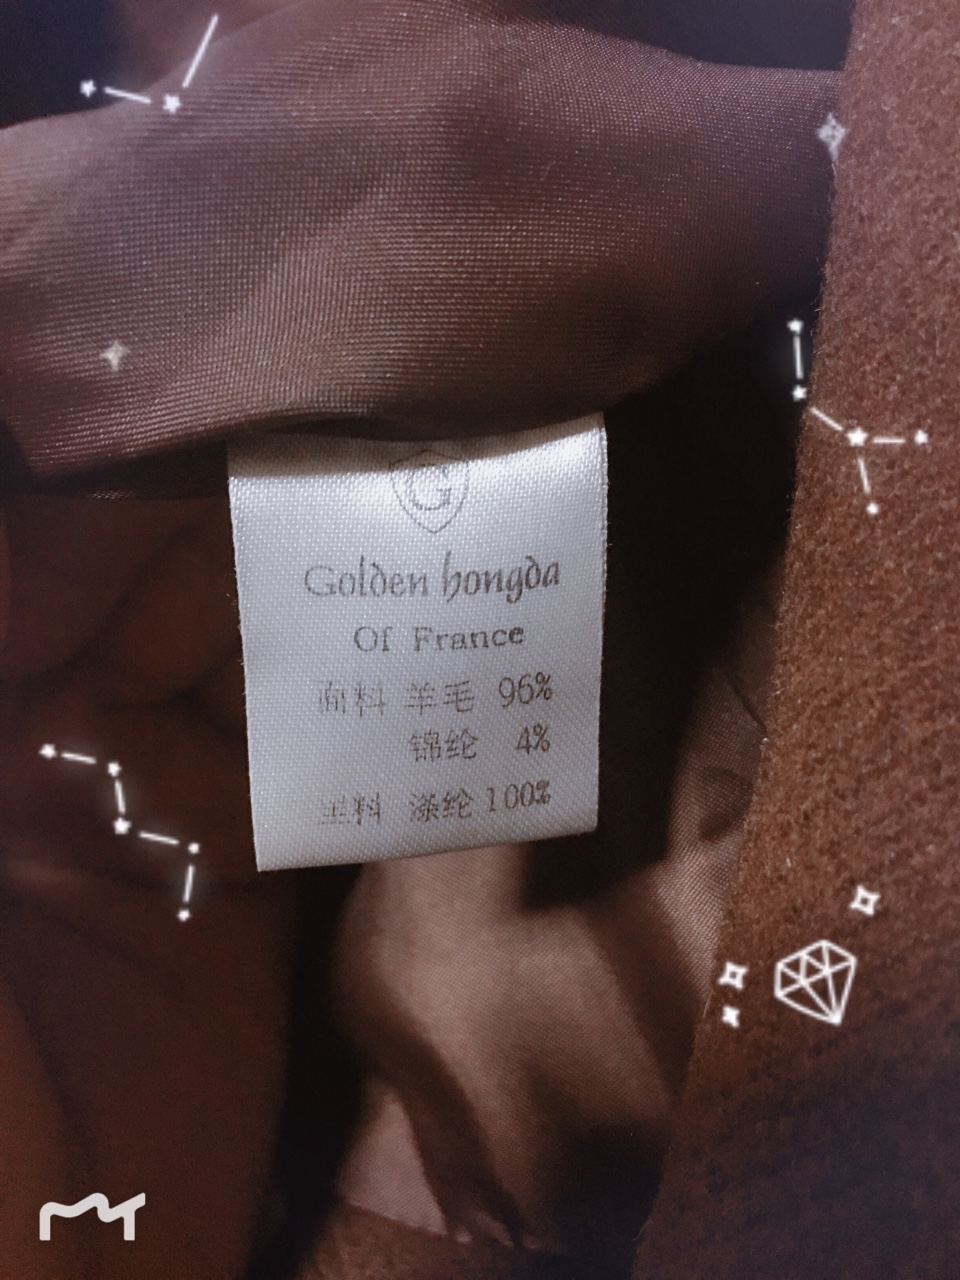 G
Golden hongda
Of France
面料 羊毛 96%
锦纶 4%
里料 涤纶 100%